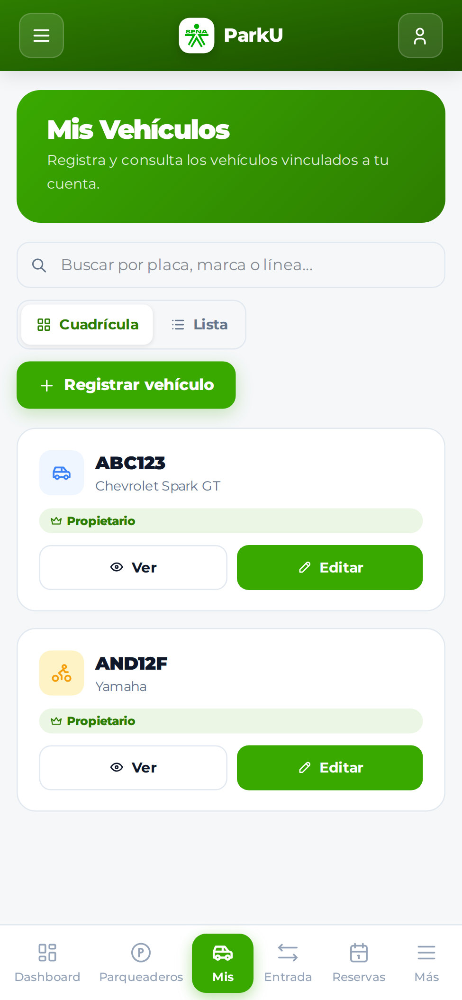 SENA
ParkU
Mis Vehículos
Registra y consulta los vehículos vinculados a tu
cuenta.
Buscar por placa, marca o línea...
Cuadrícula
Lista
Registrar vehículo
ABC123
Chevrolet Spark GT
Propietario
Ver
Editar
AND12F
Yamaha
Propietario
Ver
Editar
Dashboard
Parqueaderos
Mis
Entrada
Reservas
Más